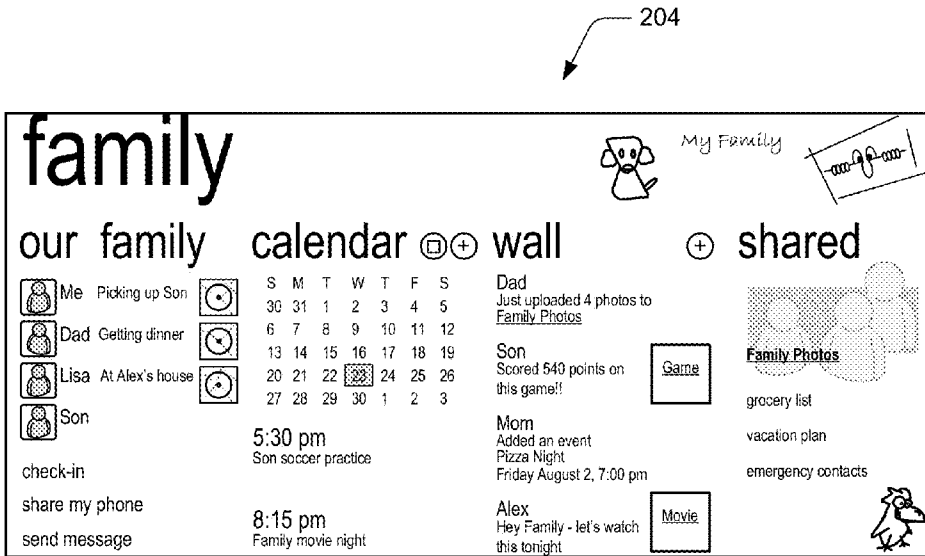 204
family
My Family
our family
Me Picking up Son
Dad Getting dinner
Lisa At Alex's house
Son
check-in
share my phone
send message
calendar
S M T W T F S
30 31 1 2 3 4 5
6 7 8 9 10 11 12
13 14 15 16 17 18 19
20 21 22 23 24 25 26
27 28 29 30 1 2 3
5:30 pm
Son soccer practice
8:15 pm
Family movie night
wall
Dad
Just uploaded 4 photos to
Family Photos
Son
Scored 540 points on
this game!!
Game
Mom
Added an event
Pizza Night
Friday August 2, 7:00 pm
Alex
Hey Family - let's watch
this tonight
Movie
shared
Family Photos
grocery list
vacation plan
emergency contacts